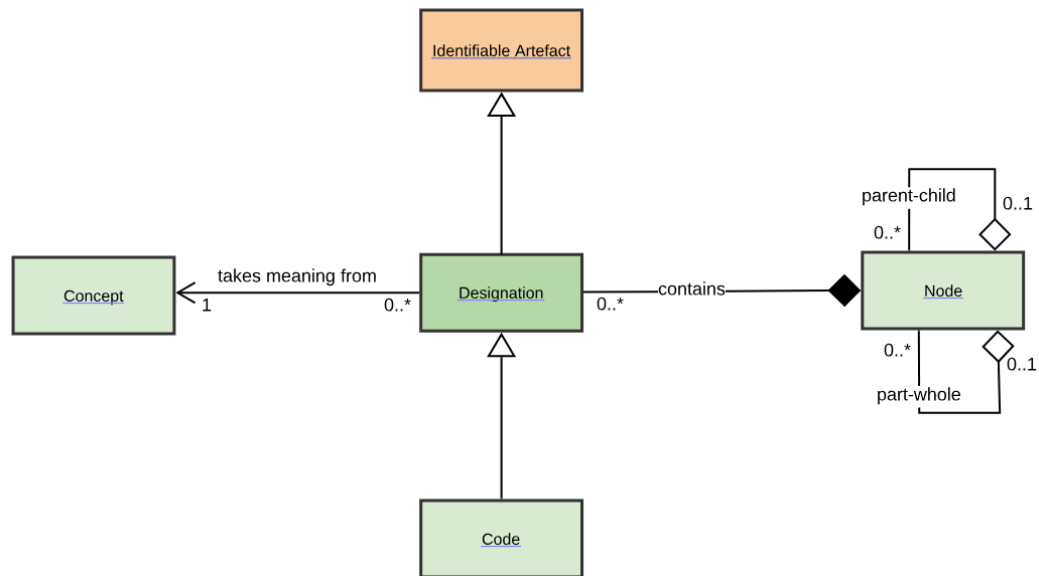 Identifiable Artefact
parent-child
0..1
0..*
takes meaning from
Concept
1
0..*
Designation
0..*
contains
Node
0..*
0..1
part-whole
Code